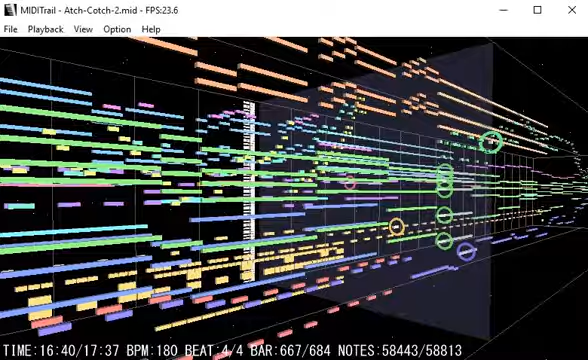 MIDITrail - Atch-Cotch-2.mid - FPS:23.6
File Playback View Option Help
TIME:16:40/17:37 BPM:180 BEAT:4/4 BAR:667/684 NOTES:58443/58813